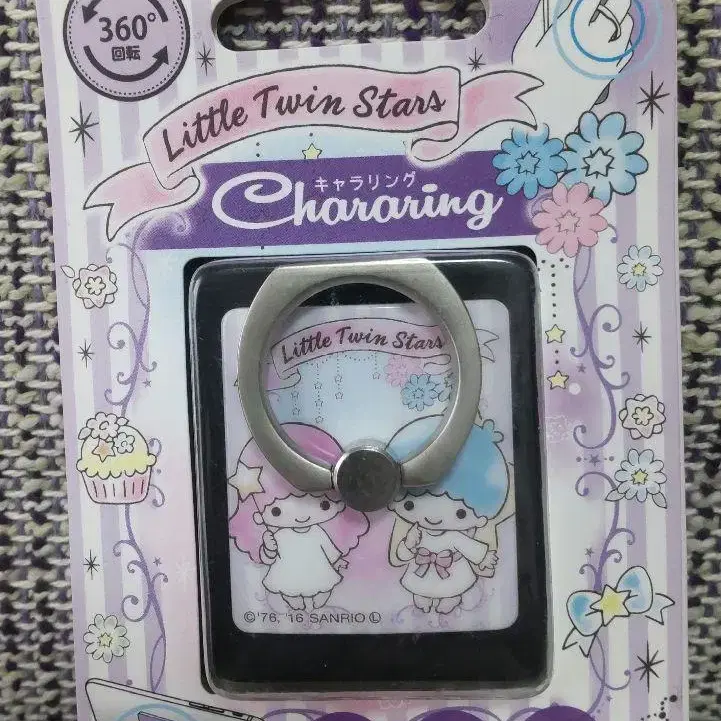 360°
回転
Little Twin Stars
キャラリング
Chararing
Little Twin Stars
©'76, '16 SANRIO Ⓛ